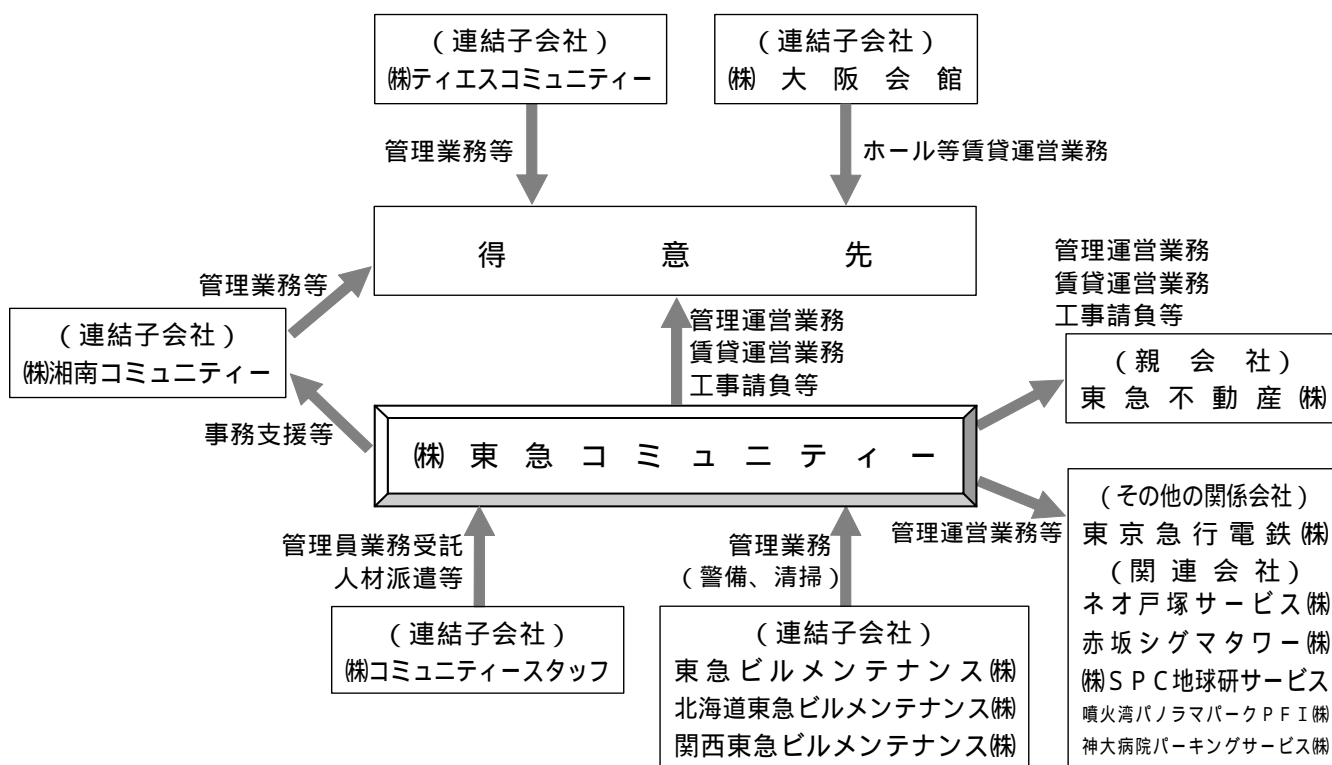 (連結子会社)
㈱ティエスコミュニティー
(連結子会社)
㈱大阪会館
管理業務等
ホール等賃貸運営業務
得意先
管理業務等
(連結子会社)
㈱湘南コミュニティー
管理運営業務
賃貸運営業務
工事請負等
管理運営業務
賃貸運営業務
工事請負等
(親会社)
東急不動産㈱
事務支援等
㈱東急コミュニティー
管理員業務受託
人材派遣等
管理業務
(警備、清掃)
管理運営業務等
(連結子会社)
㈱コミュニティースタッフ
(連結子会社)
東急ビルメンテナンス㈱
北海道東急ビルメンテナンス㈱
関西東急ビルメンテナンス㈱
(その他の関係会社)
東京急行電鉄㈱
(関連会社)
ネオ戸塚サービス㈱
赤坂シグマタワー㈱
㈱SPC地球研サービス
噴火湾パノラマパークPFI㈱
神大病院パーキングサービス㈱